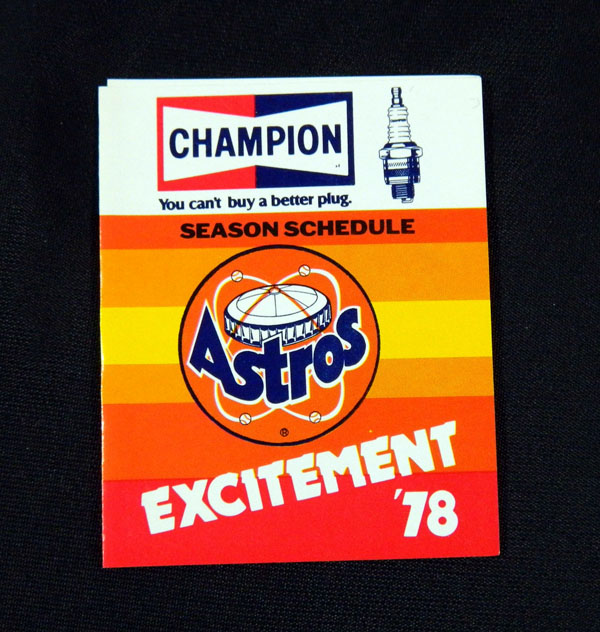 CHAMPION
You can't buy a better plug.
SEASON SCHEDULE
Astros
®
EXCITEMENT
'78